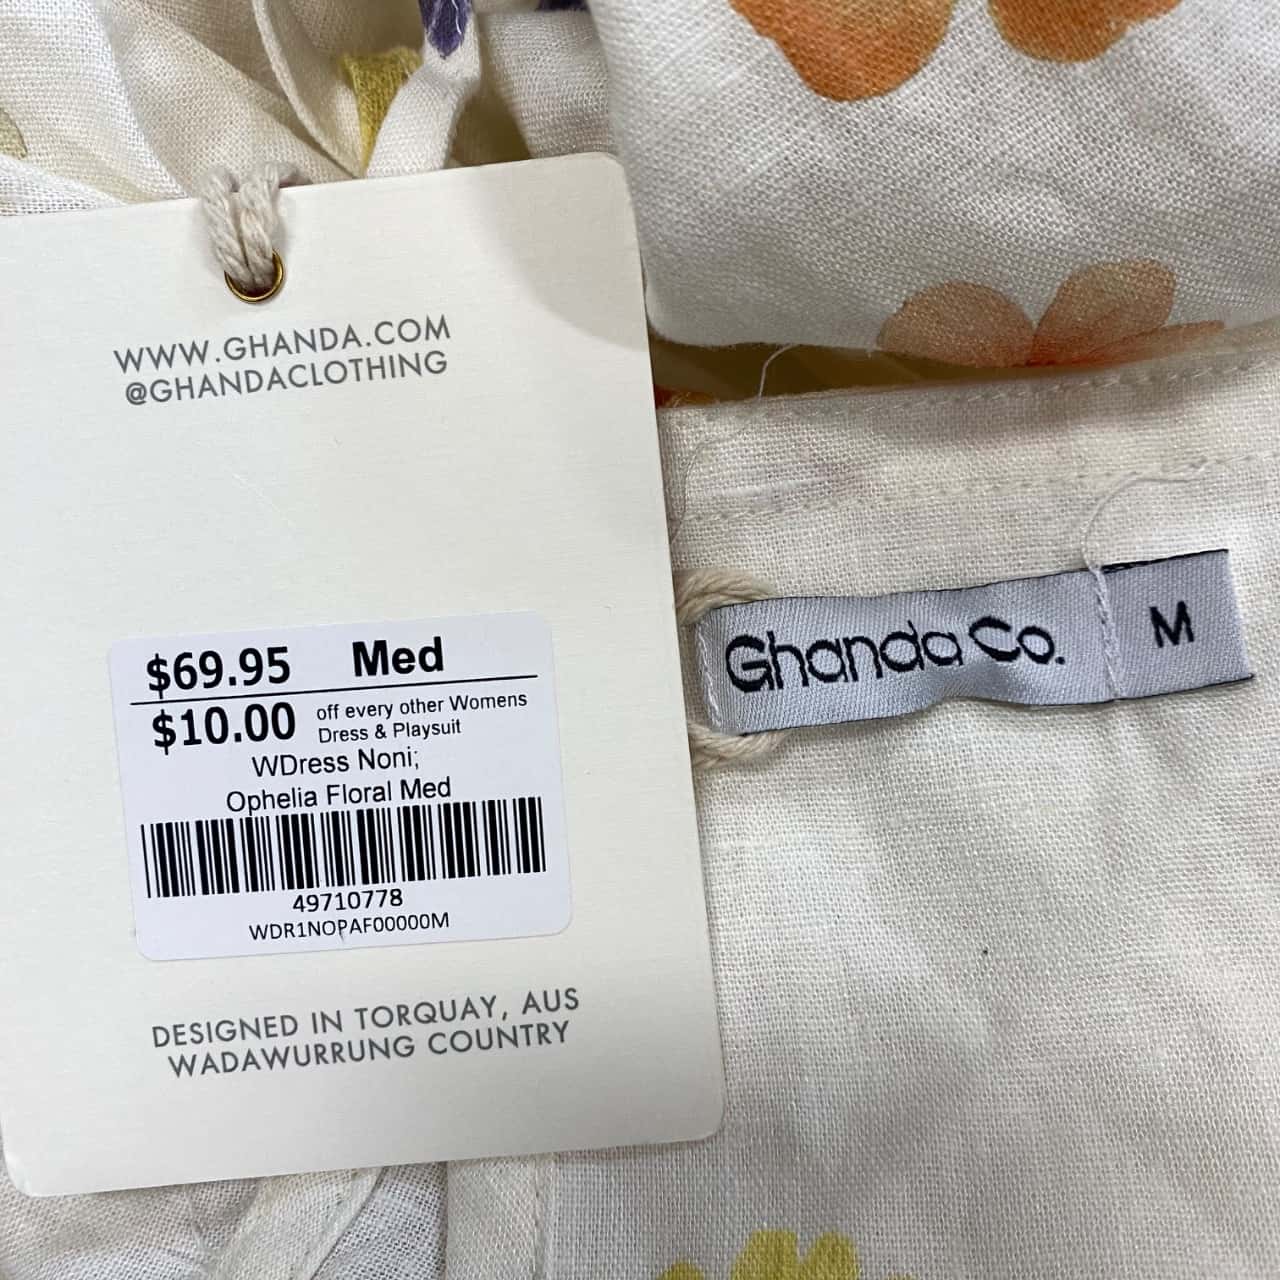 WWW.GHANDA.COM
@GHANDACLOTHING
$69.95 Med
$10.00 off every other Womens
Dress & Playsuit
WDress Noni;
Ophelia Floral Med
49710778
WDR1NOPAF00000M
DESIGNED IN TORQUAY, AUS
WADAWURRUNG COUNTRY
Ghanda Co. M